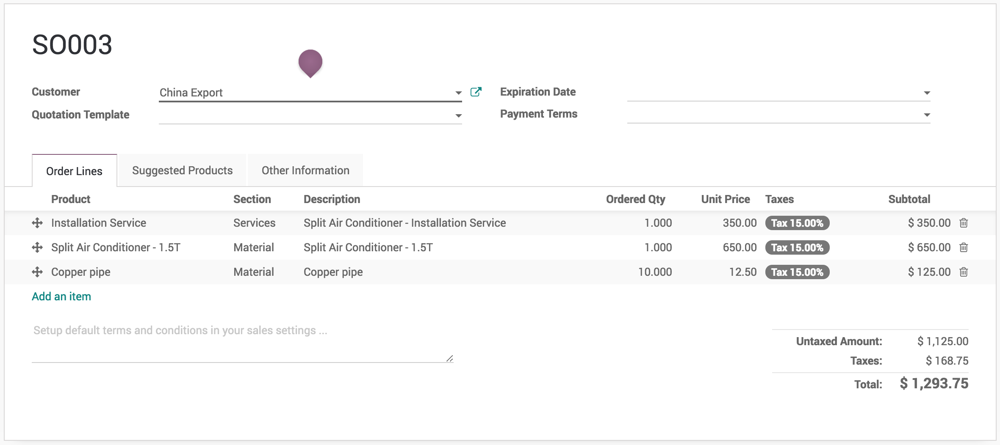 SO003
Customer China Export Expiration Date
Quotation Template Payment Terms
Order Lines Suggested Products Other Information
Product Section Description Ordered Qty Unit Price Taxes Subtotal
Installation Service Services Split Air Conditioner - Installation Service 1.000 350.00 Tax 15.00% $ 350.00
Split Air Conditioner - 1.5T Material Split Air Conditioner - 1.5T 1.000 650.00 Tax 15.00% $ 650.00
Copper pipe Material Copper pipe 10.000 12.50 Tax 15.00% $ 125.00
Add an item
Setup default terms and conditions in your sales settings ...
Untaxed Amount: $ 1,125.00
Taxes: $ 168.75
Total: $ 1,293.75